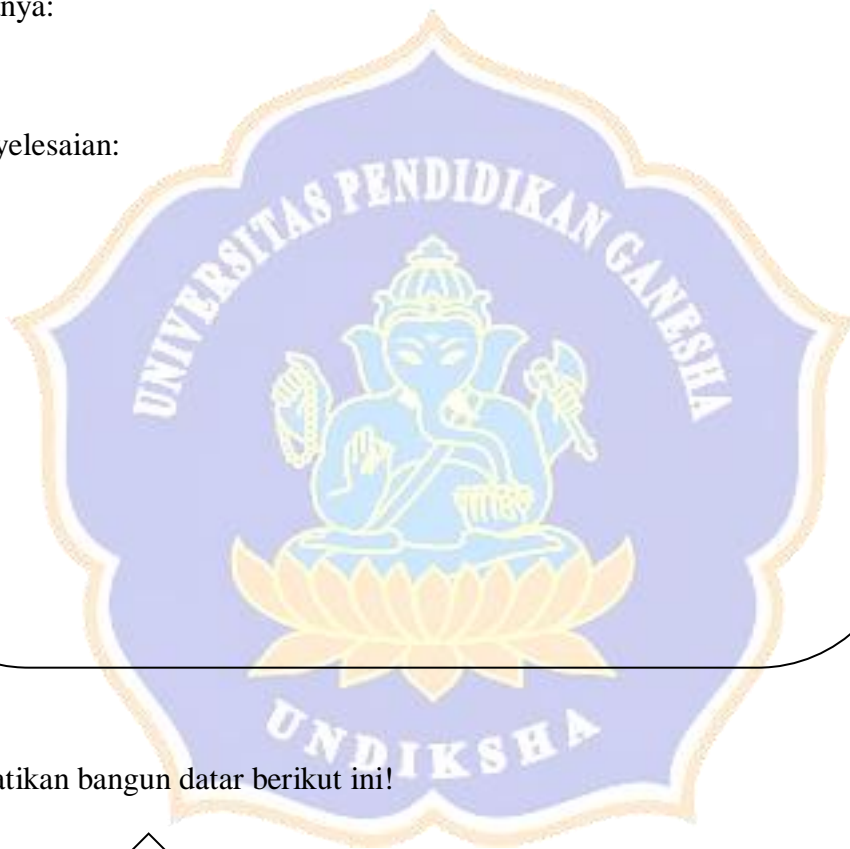 nya:
yelesaian:
UNIVERSITAS PENDIDIKAN GANESHA
UNDIKSHA
atikan bangun datar berikut ini!